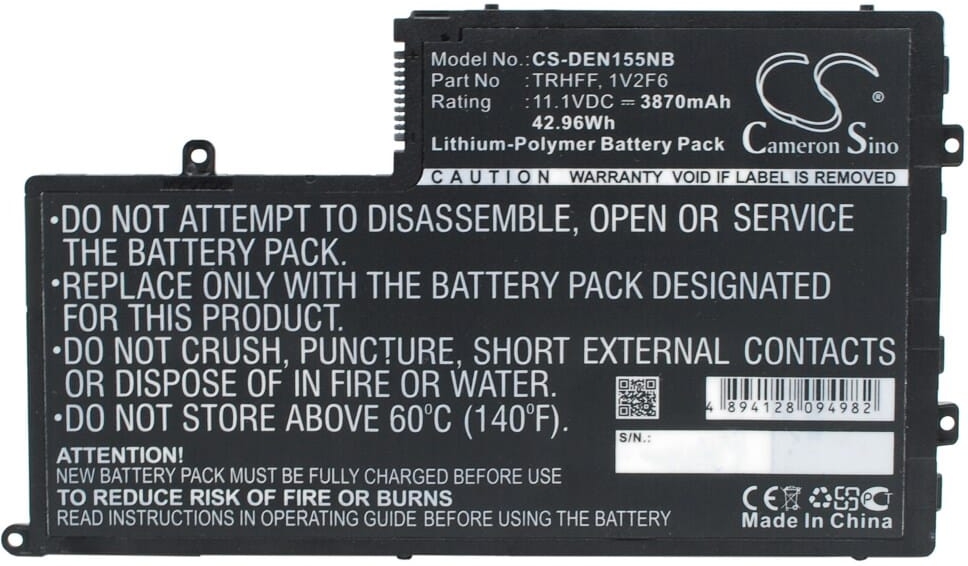 Model No.:CS-DEN155NB
Part No :TRHFF, 1V2F6
Rating :11.1VDC ⎓ 3870mAh
42.96Wh
Lithium-Polymer Battery Pack
CS
®
Cameron Sino
CAUTION WARRANTY VOID IF LABEL IS REMOVED
•DO NOT ATTEMPT TO DISASSEMBLE, OPEN OR SERVICE
THE BATTERY PACK.
•REPLACE ONLY WITH THE BATTERY PACK DESIGNATED
FOR THIS PRODUCT.
•DO NOT CRUSH, PUNCTURE, SHORT EXTERNAL CONTACTS
OR DISPOSE OF IN FIRE OR WATER.
•DO NOT STORE ABOVE 60°C (140°F).
4 894128 094982
S/N.:
ATTENTION!
NEW BATTERY PACK MUST BE FULLY CHARGED BEFORE USE
TO REDUCE RISK OF FIRE OR BURNS
READ INSTRUCTIONS IN OPERATING GUIDE BEFORE USING THE BATTERY
CE
Made In China